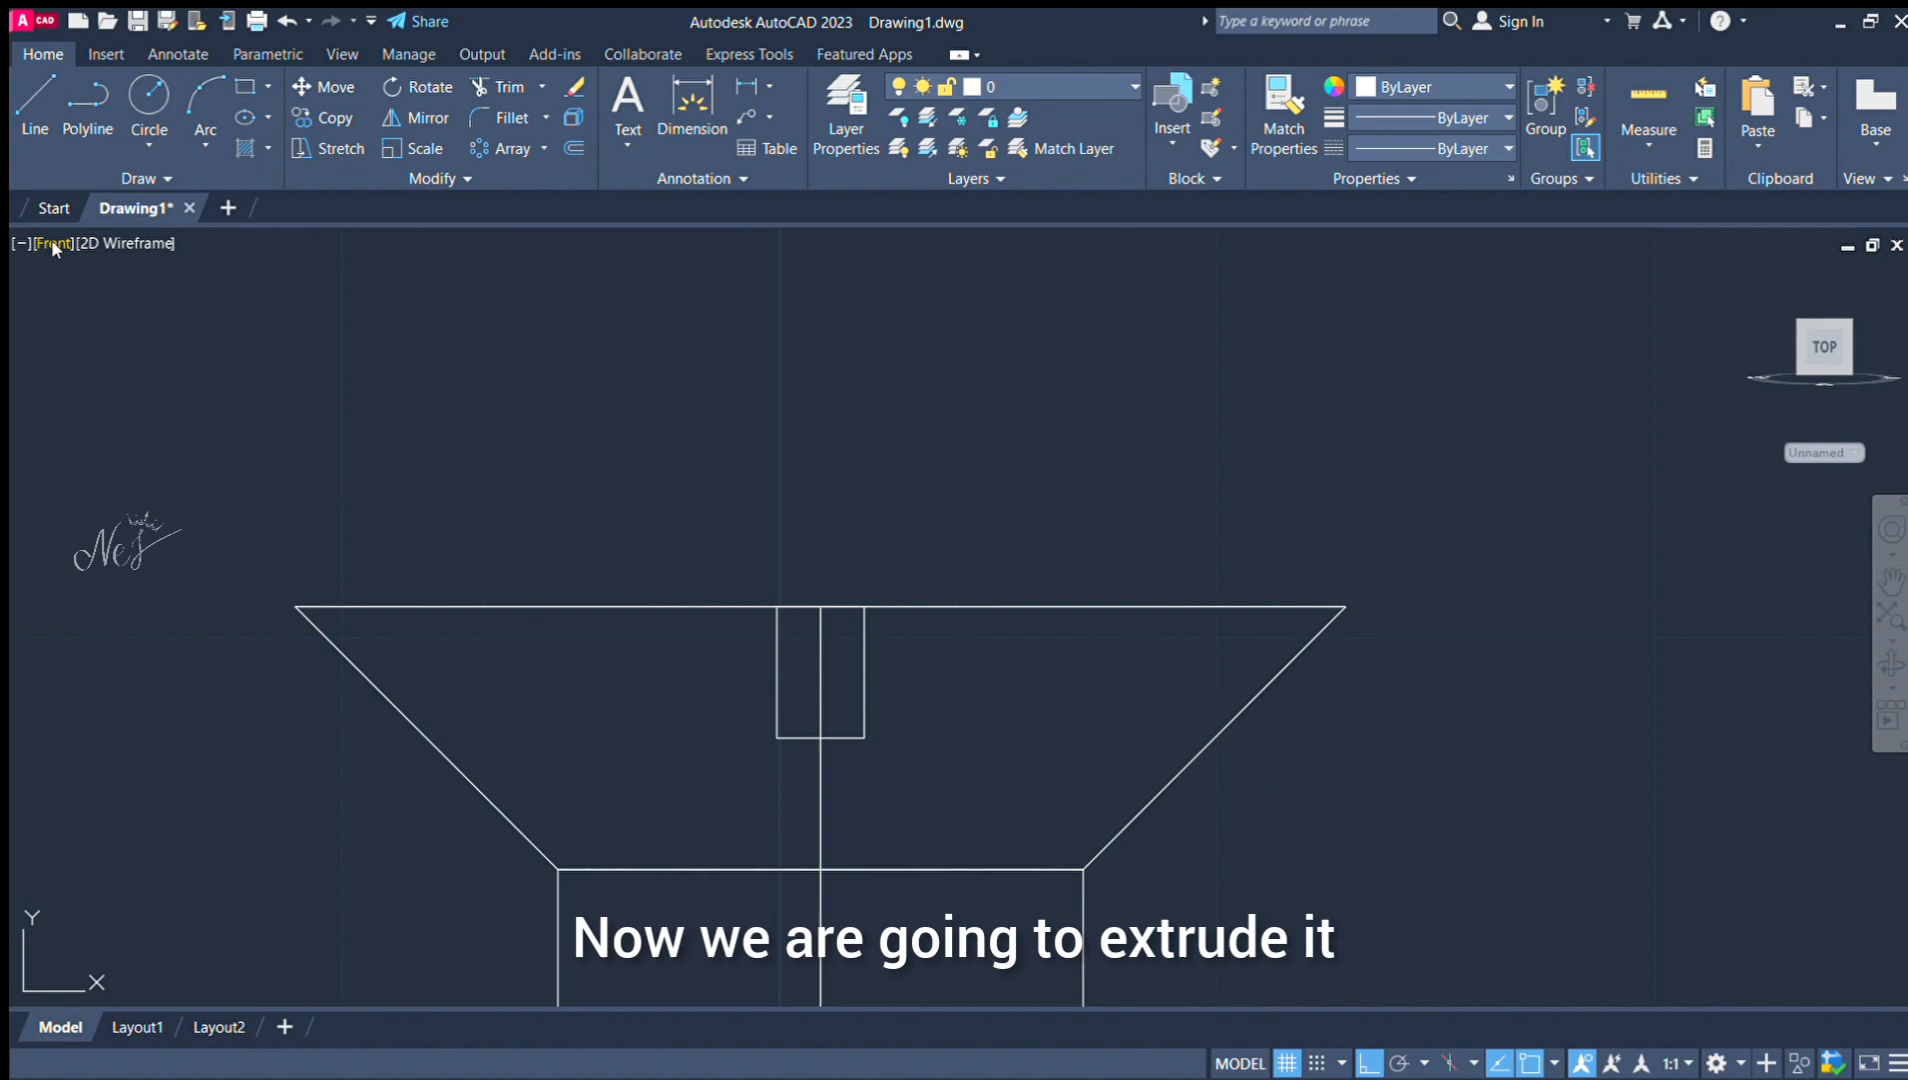 A CAD
Share
Autodesk AutoCAD 2023 Drawing1.dwg
Type a keyword or phrase
Sign In
Home Insert Annotate Parametric View Manage Output Add-ins Collaborate Express Tools Featured Apps
Line
Polyline
Circle
Arc
Draw
Move
Rotate
Trim
Copy
Mirror
Fillet
Stretch
Scale
Array
Modify
Text
Dimension
Table
Annotation
Layer
Properties
0
Match Layer
Layers
Insert
Block
Match
Properties
ByLayer
ByLayer
ByLayer
Properties
Group
Groups
Measure
Utilities
Paste
Clipboard
Base
View
Start
Drawing1*
[−][Front][2D Wireframe]
TOP
Unnamed
Nej
Y
X
Now we are going to extrude it
Model Layout1 Layout2
MODEL
1:1